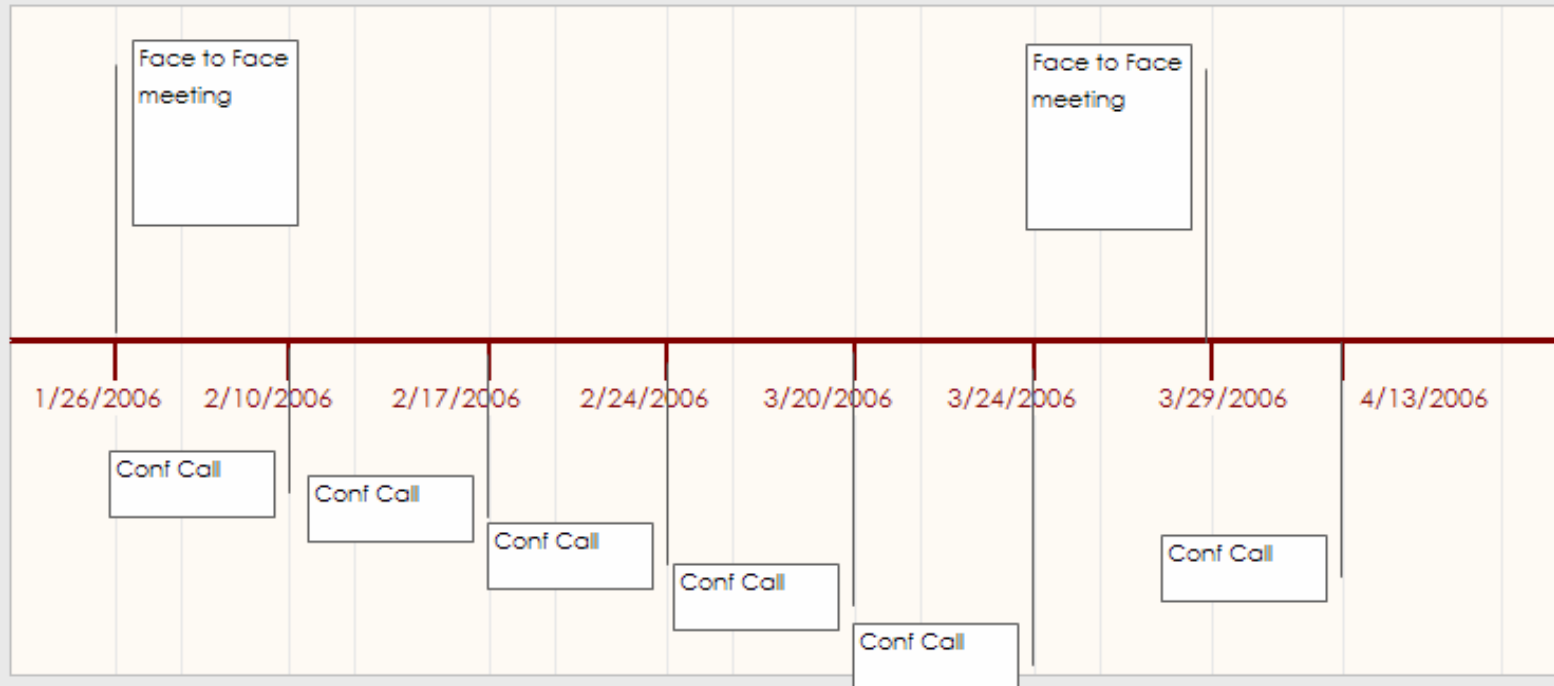 Face to Face
meeting
Face to Face
meeting
1/26/2006 2/10/2006 2/17/2006 2/24/2006 3/20/2006 3/24/2006 3/29/2006 4/13/2006
Conf Call
Conf Call
Conf Call
Conf Call
Conf Call
Conf Call